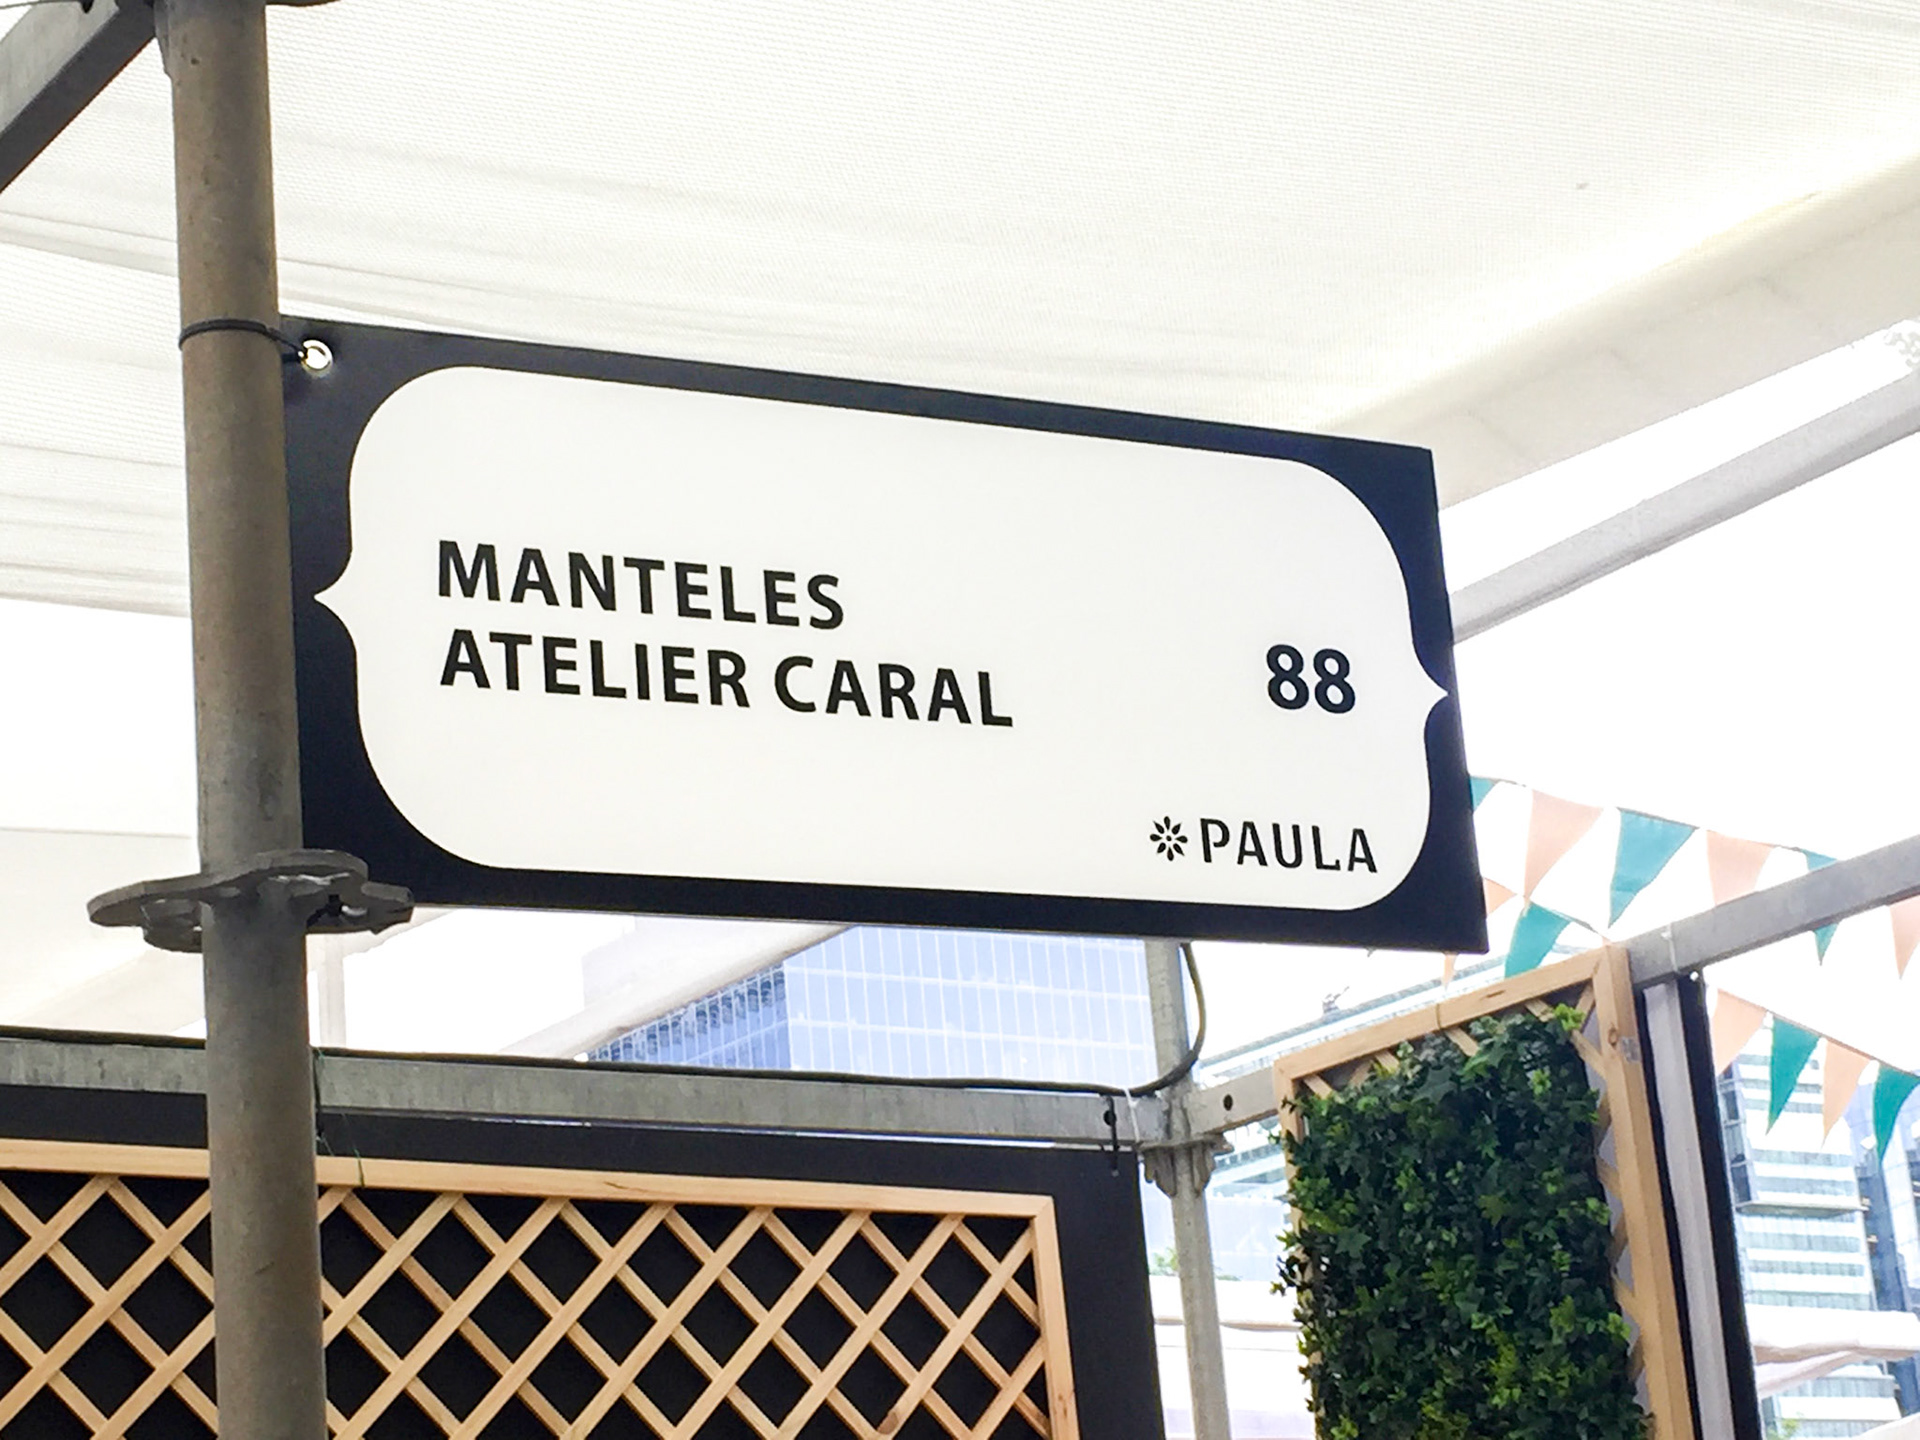 MANTELES
ATELIER CARAL
88
PAULA